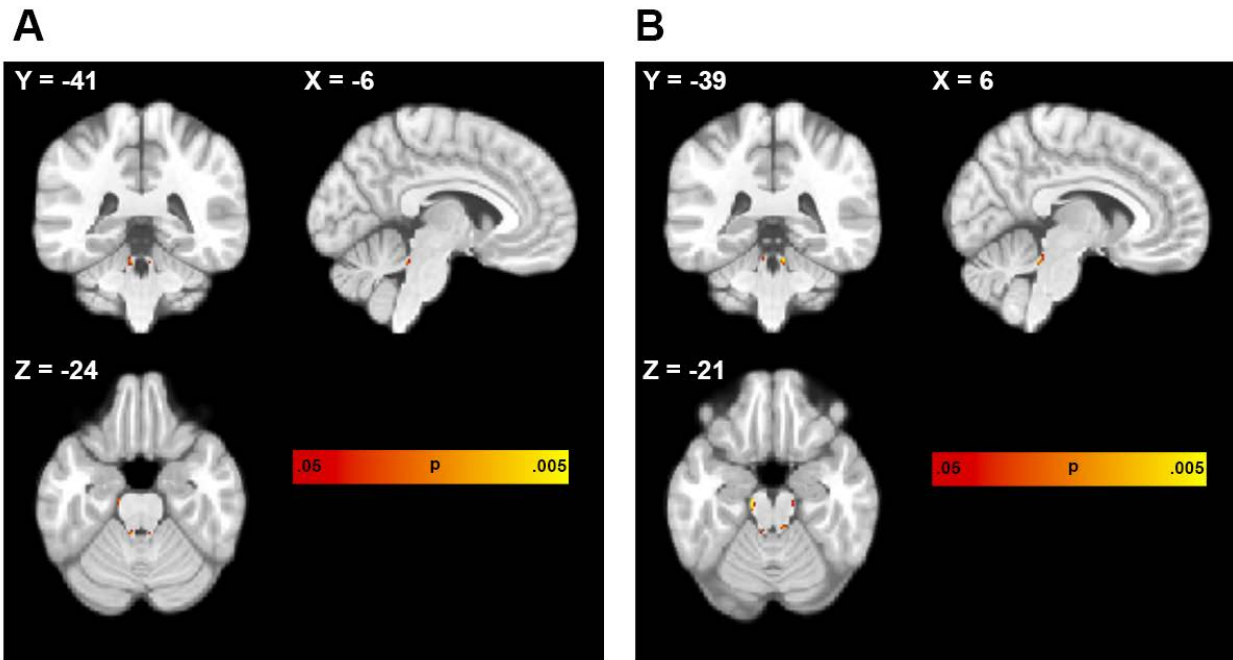 A
B
Y = -41
X = -6
Y = -39
X = 6
Z = -24
Z = -21
.05 p .005
.05 p .005